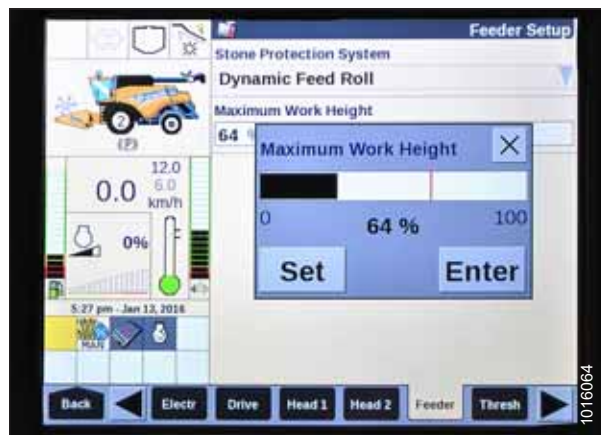 Feeder Setup
Stone Protection System
Dynamic Feed Roll
Maximum Work Height
64
Maximum Work Height
0
64 %
100
Set
Enter
2
(P)
12.0
6.0
0.0
km/h
0%
5:27 pm - Jan 13, 2016
MAN
Back
Electr
Drive
Head 1
Head 2
Feeder
Thresh
1016064